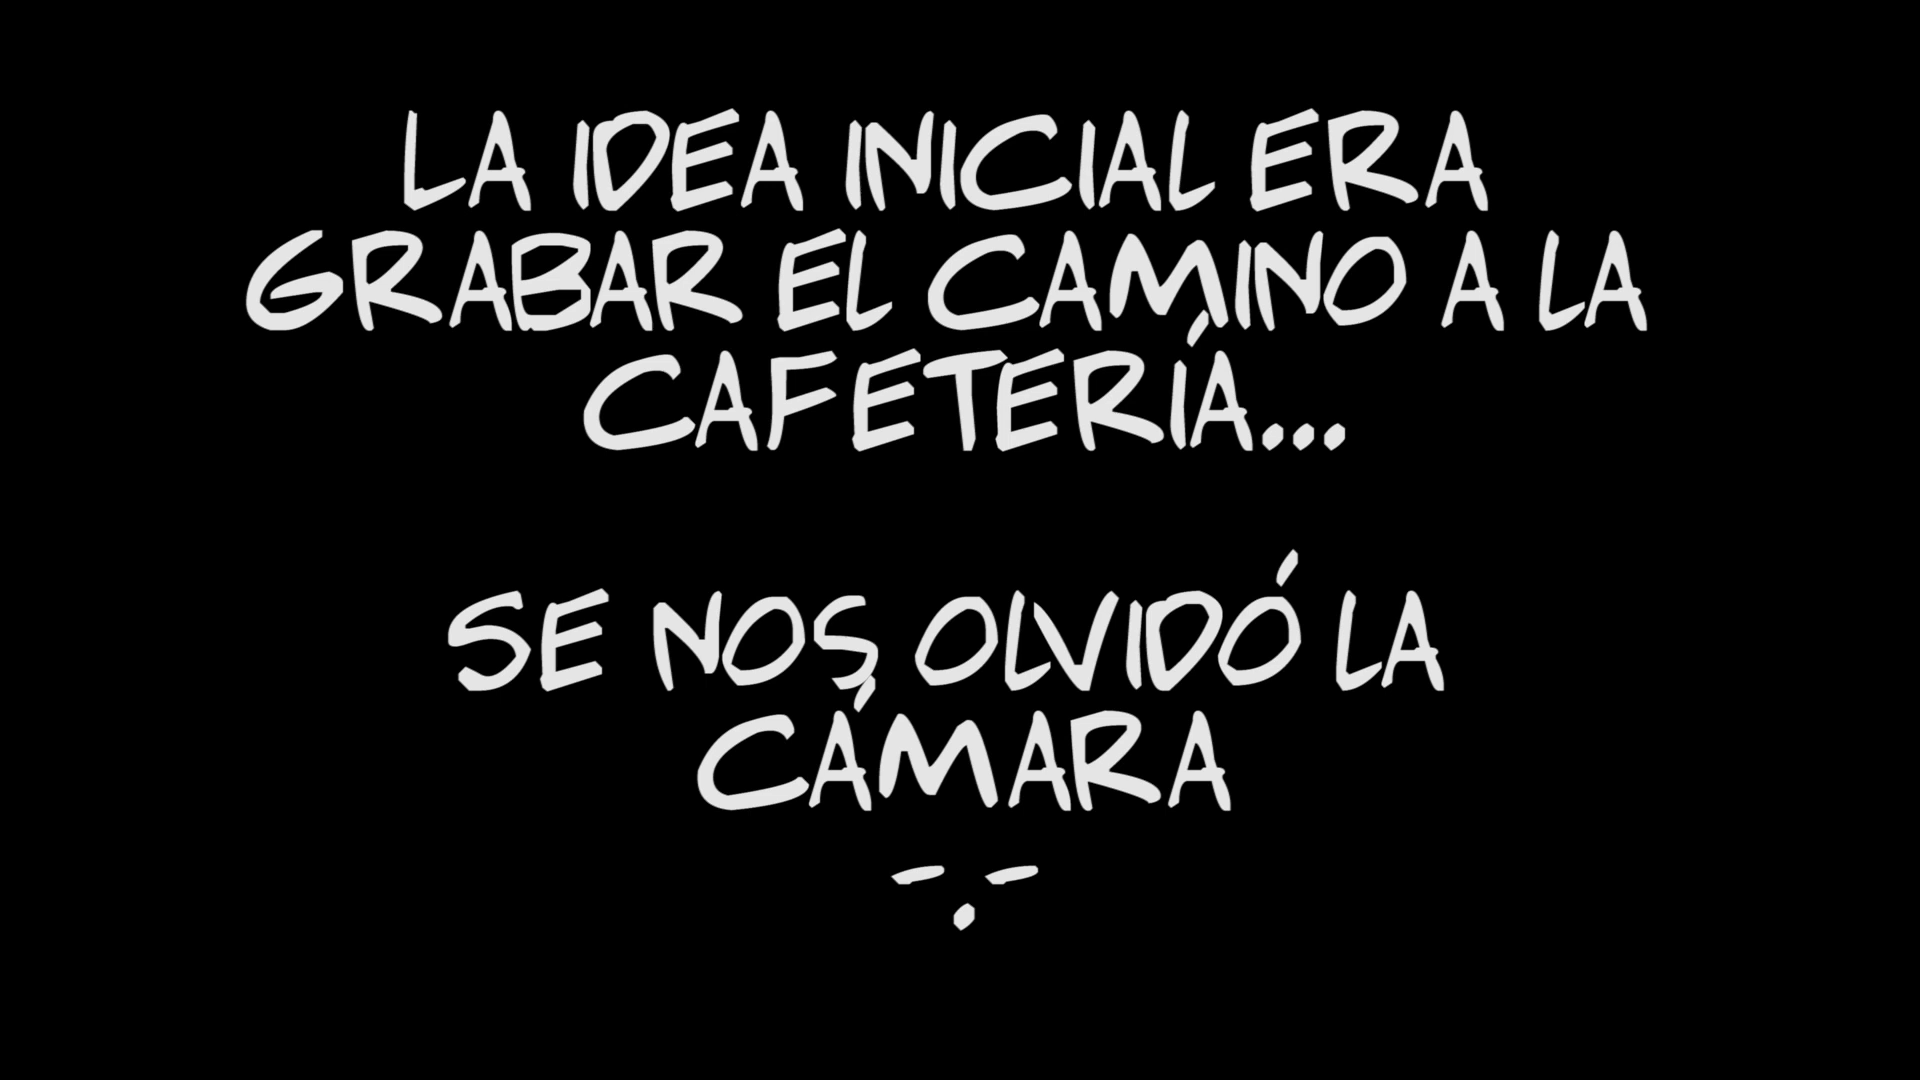 LA IDEA INICIAL ERA
GRABAR EL CAMINO A LA
CAFETERÍA...
SE NOS OLVIDÓ LA
CÁMARA
-.-